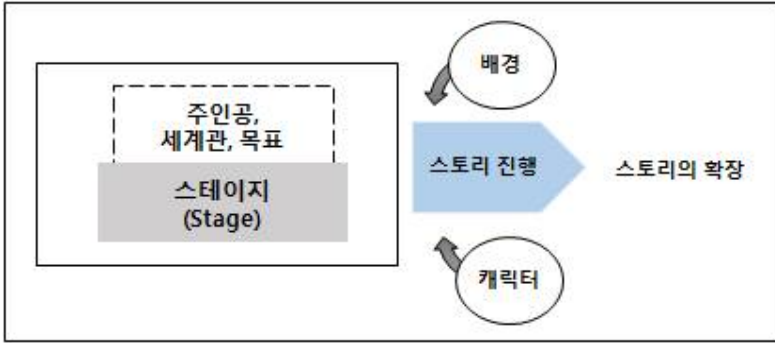 주인공,
세계관, 목표
스테이지
(Stage)
배경
스토리 진행
스토리의 확장
캐릭터